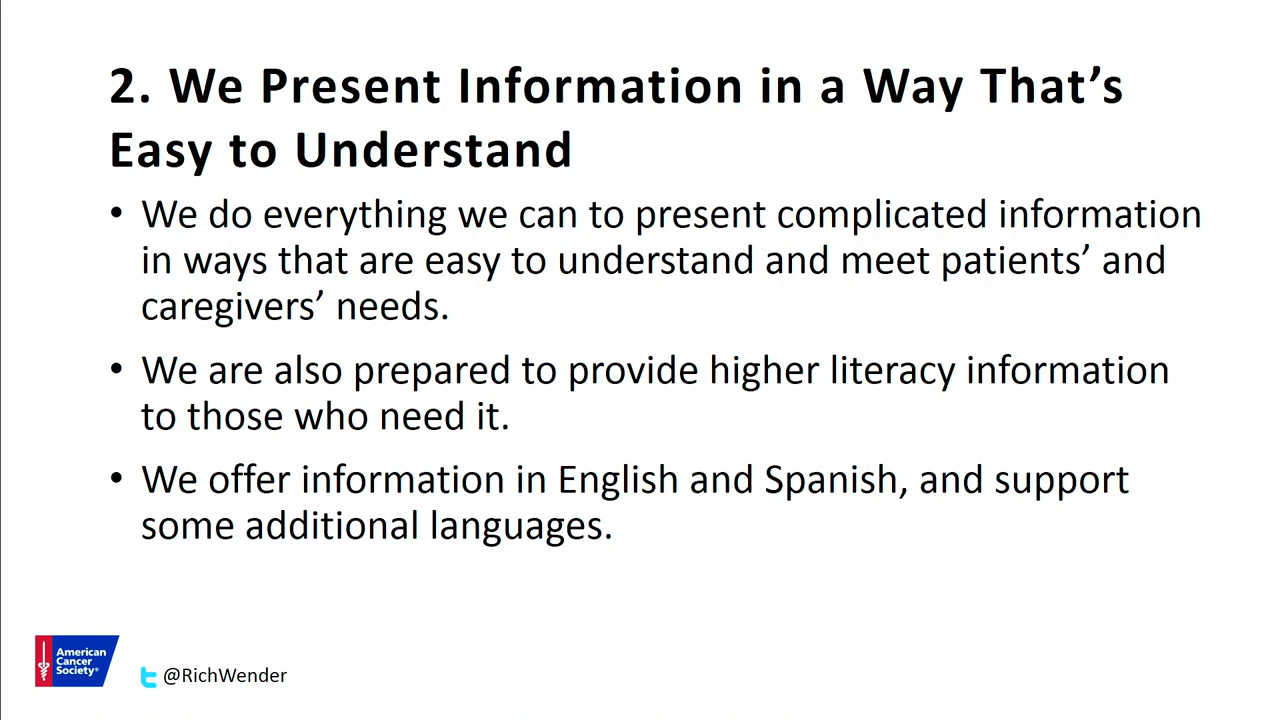 2. We Present Information in a Way That’s
Easy to Understand
• We do everything we can to present complicated information
in ways that are easy to understand and meet patients’ and
caregivers’ needs.
• We are also prepared to provide higher literacy information
to those who need it.
• We offer information in English and Spanish, and support
some additional languages.
American
Cancer
Society®
@RichWender